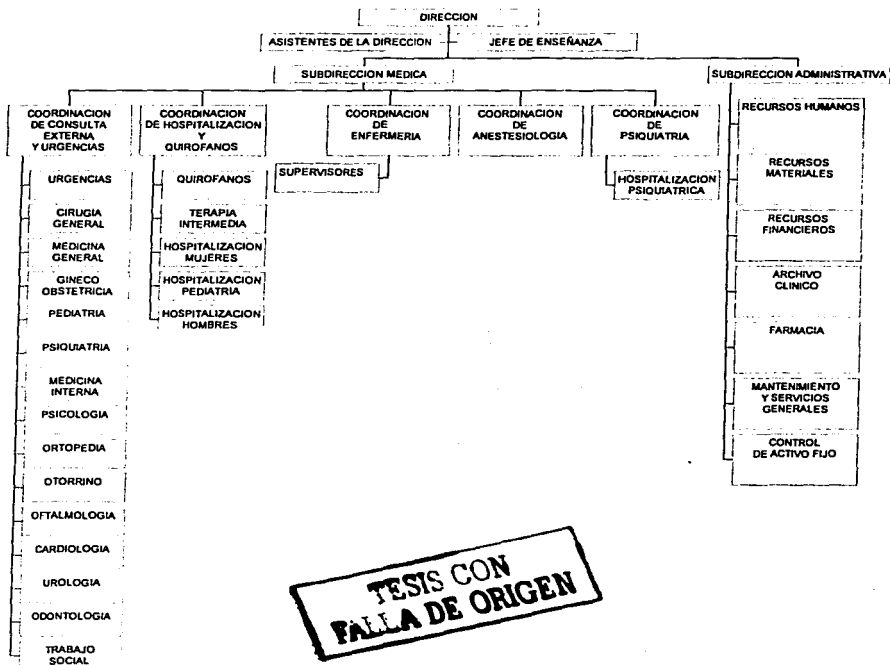 DIRECCION
ASISTENTES DE LA DIRECCION
JEFE DE ENSEÑANZA
SUBDIRECCION MEDICA
SUBDIRECCION ADMINISTRATIVA
COORDINACION
DE CONSULTA
EXTERNA
Y URGENCIAS
COORDINACION
DE HOSPITALIZACION
Y
QUIROFANOS
COORDINACION
DE
ENFERMERIA
COORDINACION
DE
ANESTESIOLOGIA
COORDINACION
DE
PSIQUIATRIA
URGENCIAS
CIRUGIA
GENERAL
MEDICINA
GENERAL
GINECO
OBSTETRICIA
PEDIATRIA
PSIQUIATRIA
MEDICINA
INTERNA
PSICOLOGIA
ORTOPEDIA
OTORRINO
OFTALMOLOGIA
CARDIOLOGIA
UROLOGIA
ODONTOLOGIA
TRABAJO
SOCIAL
QUIROFANOS
TERAPIA
INTERMEDIA
HOSPITALIZACION
MUJERES
HOSPITALIZACION
PEDIATRIA
HOSPITALIZACION
HOMBRES
SUPERVISORES
HOSPITALIZACION
PSIQUIATRICA
RECURSOS HUMANOS
RECURSOS
MATERIALES
RECURSOS
FINANCIEROS
ARCHIVO
CLINICO
FARMACIA
MANTENIMIENTO
Y SERVICIOS
GENERALES
CONTROL
DE ACTIVO FIJO
TESIS CON
FALLA DE ORIGEN